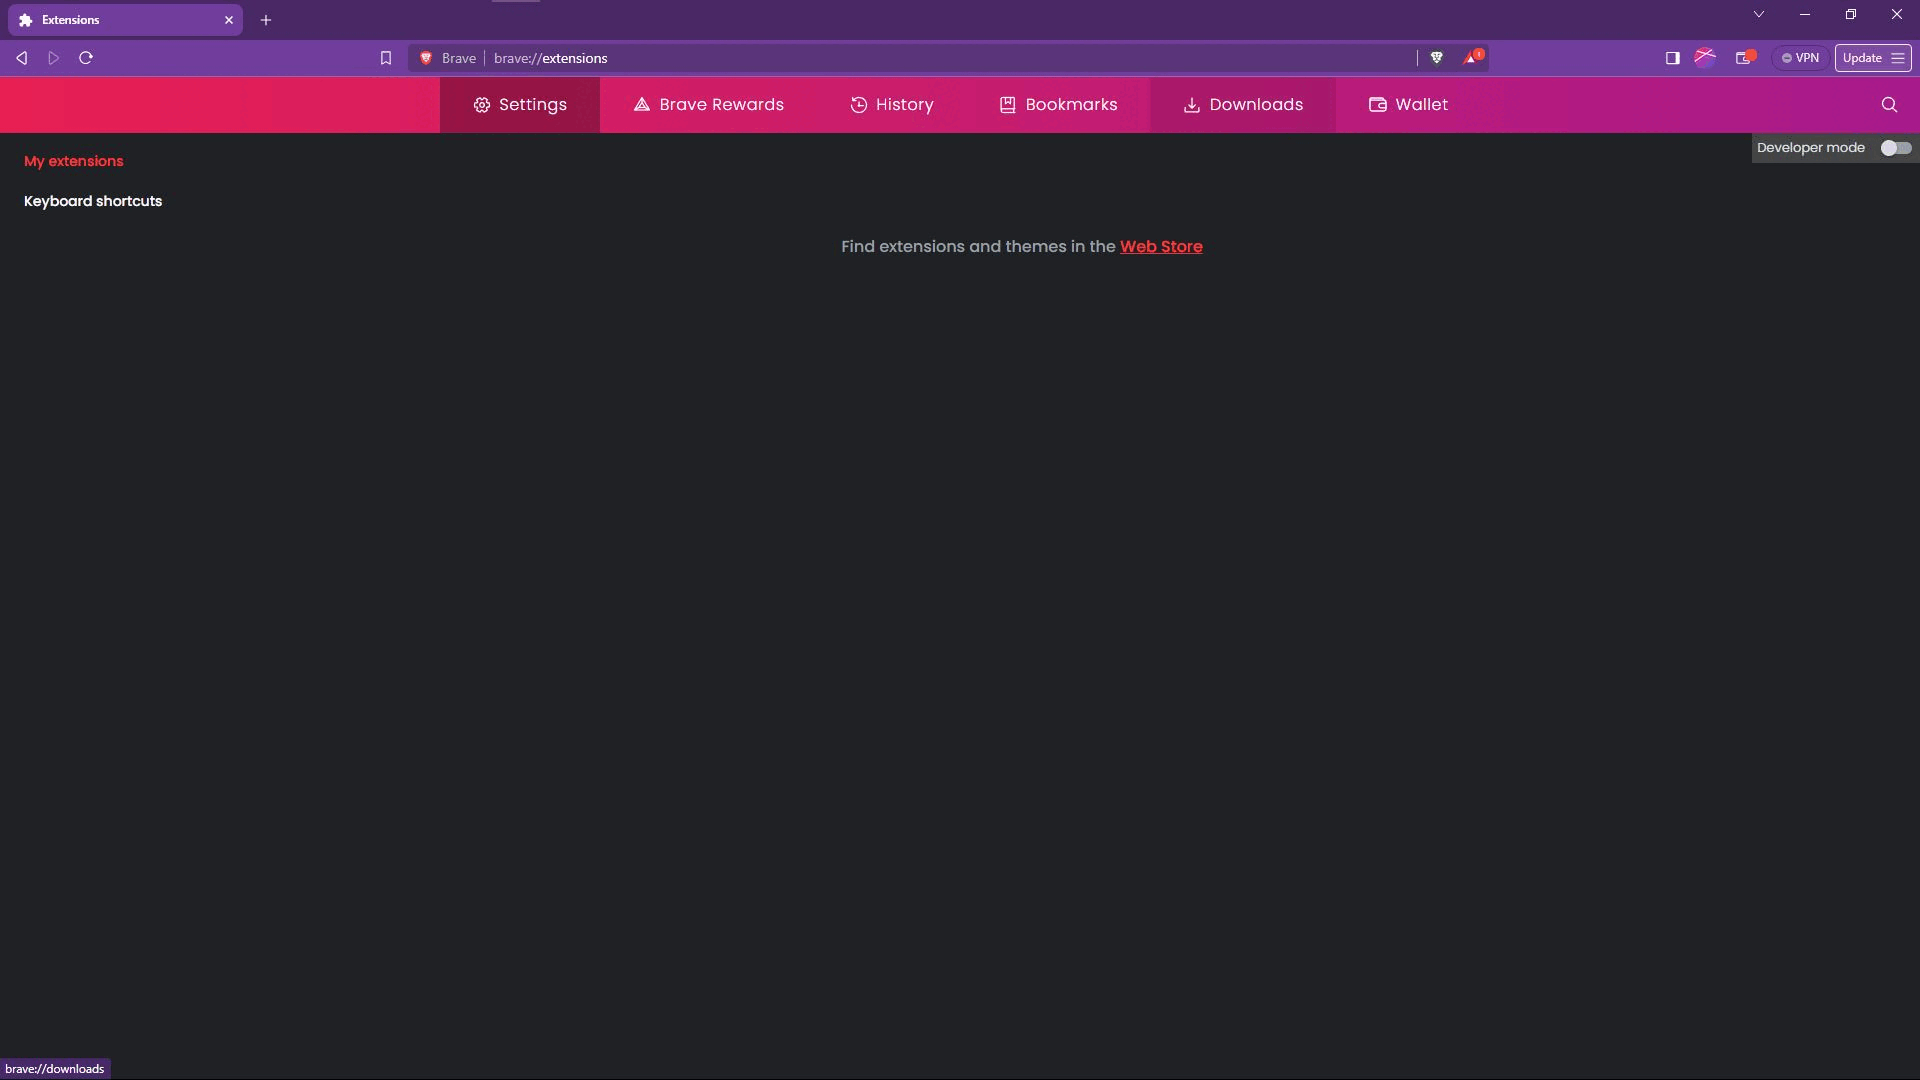 Extensions
Brave brave://extensions VPN Update
Settings Brave Rewards History Bookmarks Downloads Wallet
My extensions Developer mode
Keyboard shortcuts
Find extensions and themes in the Web Store
brave://downloads